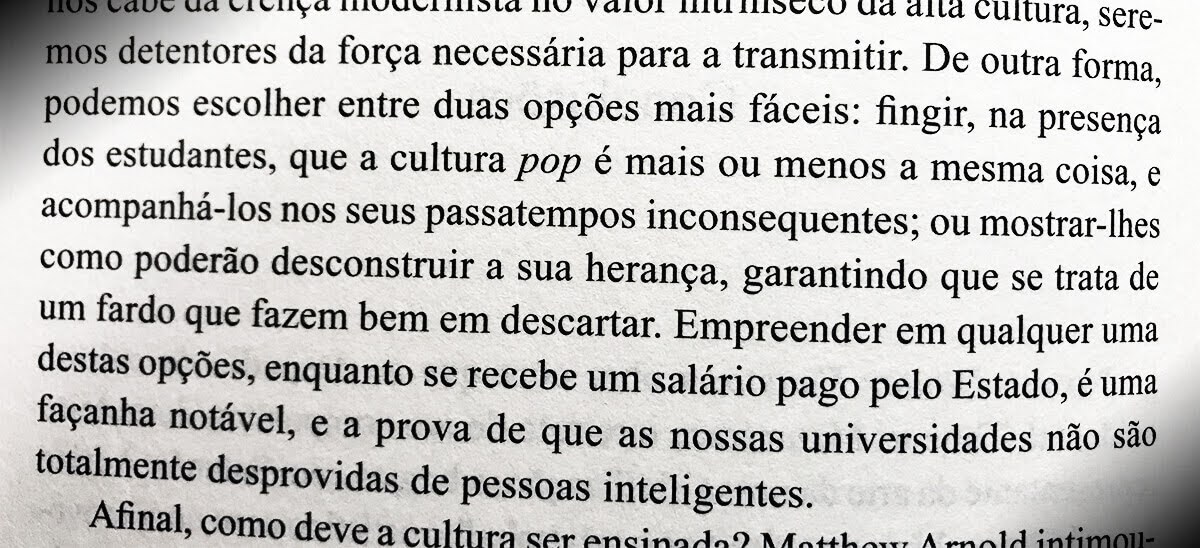 nos cabe da crença modernista no valor intrínseco da alta cultura, sere-
mos detentores da força necessária para a transmitir. De outra forma,
podemos escolher entre duas opções mais fáceis: fingir, na presença
dos estudantes, que a cultura pop é mais ou menos a mesma coisa, e
acompanhá-los nos seus passatempos inconsequentes; ou mostrar-lhes
como poderão desconstruir a sua herança, garantindo que se trata de
um fardo que fazem bem em descartar. Empreender em qualquer uma
destas opções, enquanto se recebe um salário pago pelo Estado, é uma
façanha notável, e a prova de que as nossas universidades não são
totalmente desprovidas de pessoas inteligentes.
Afinal, como deve a cultura ser ensinada? Matthew Arnold intimou-